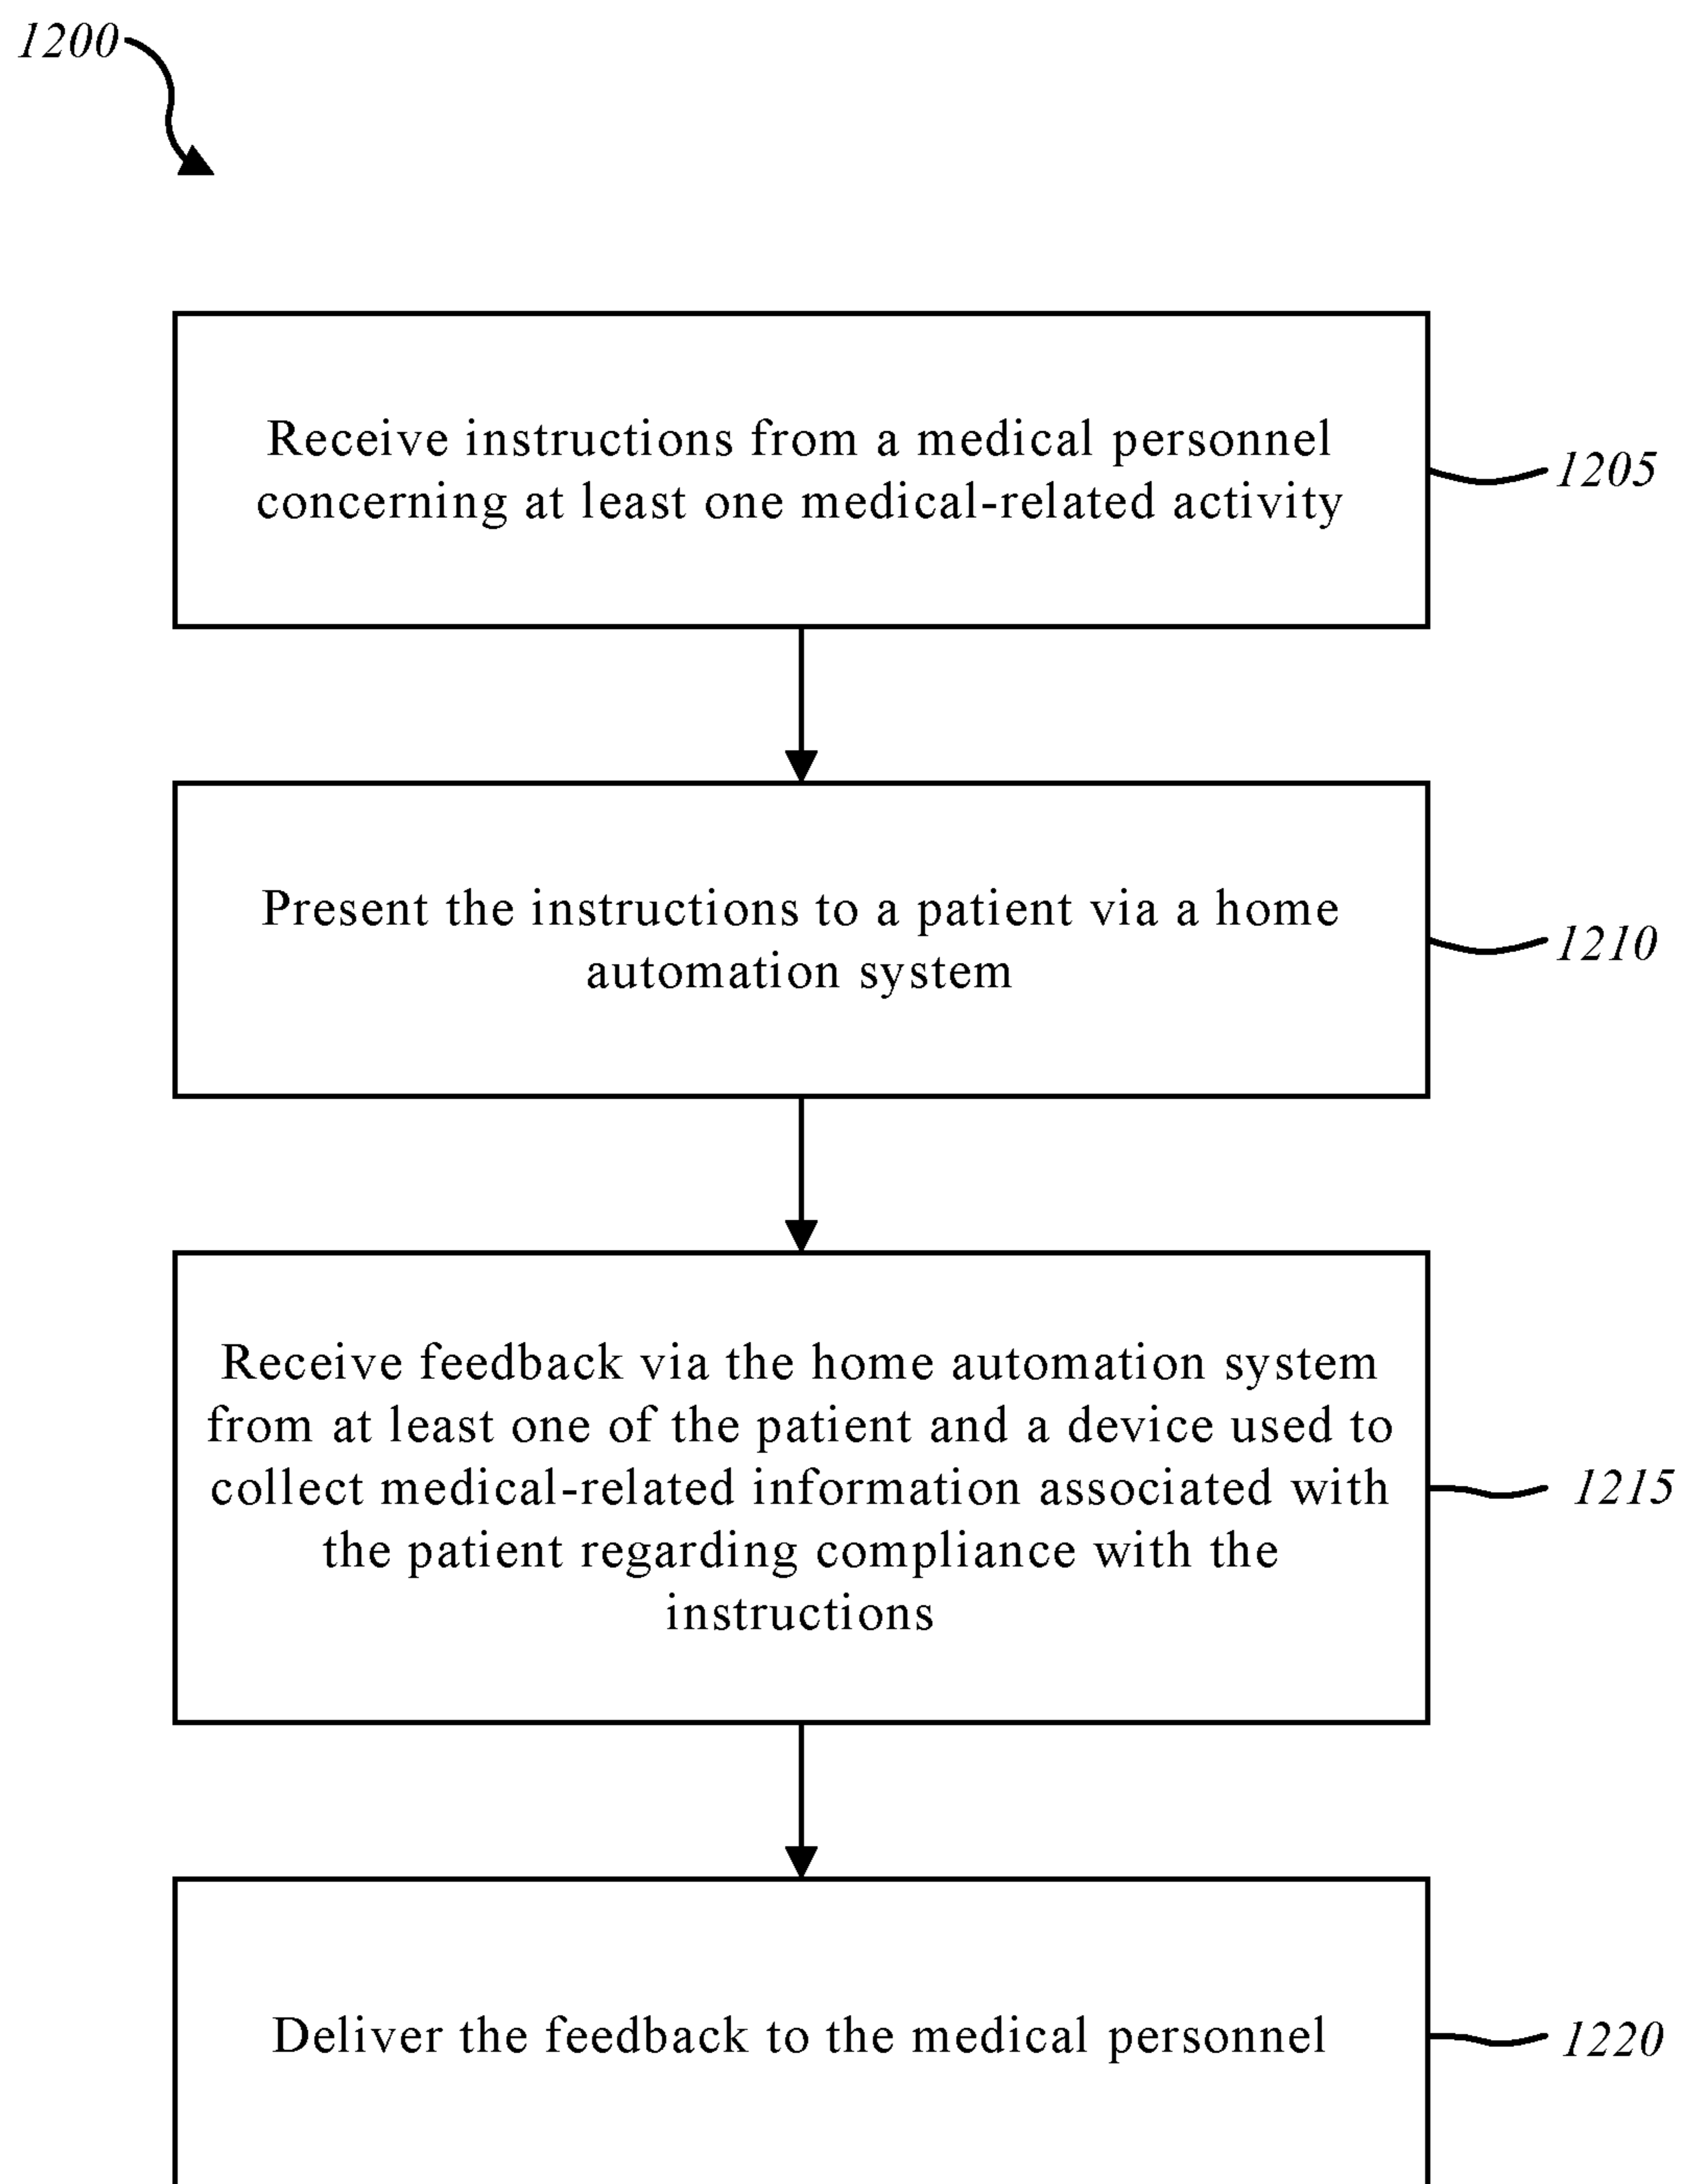 1200
Receive instructions from a medical personnel
concerning at least one medical-related activity
1205
Present the instructions to a patient via a home
automation system
1210
Receive feedback via the home automation system
from at least one of the patient and a device used to
collect medical-related information associated with
the patient regarding compliance with the
instructions
1215
Deliver the feedback to the medical personnel
1220